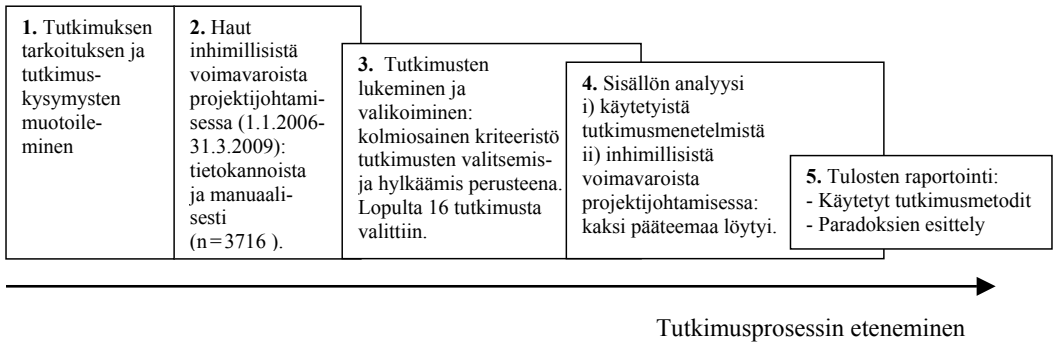 1. Tutkimuksen
tarkoituksen ja
tutkimus-
kysymysten
muotoile-
minen
2. Haut
inhimillisistä
voimavaroista
projektijohtami-
sessa (1.1.2006-
31.3.2009):
tietokannoista
ja manuaali-
sesti
(n=3716 ).
3. Tutkimusten
lukeminen ja
valikoiminen:
kolmiosainen kriteeristö
tutkimusten valitsemis-
ja hylkäämis perusteena.
Lopulta 16 tutkimusta
valittiin.
4. Sisällön analyysi
i) käytetyistä
tutkimusmenetelmistä
ii) inhimillisistä
voimavaroista
projektijohtamisessa:
kaksi pääteemaa löytyi.
5. Tulosten raportointi:
- Käytetyt tutkimusmetodit
- Paradoksien esittely
Tutkimusprosessin eteneminen